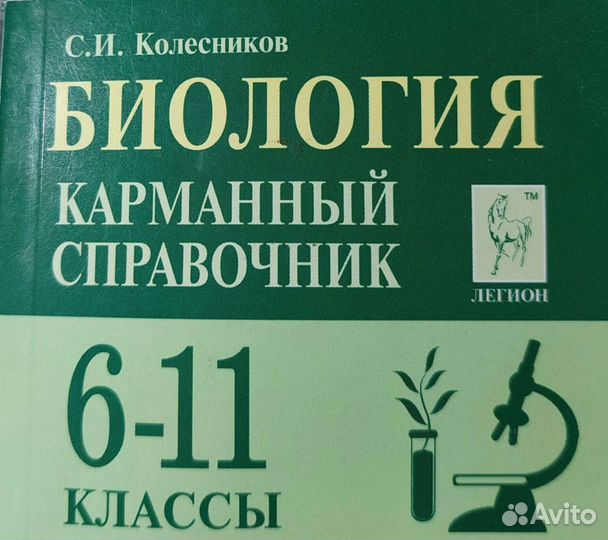 С.И. Колесников
БИОЛОГИЯ
КАРМАННЫЙ
СПРАВОЧНИК
TM
ЛЕГИОН
6-11
КЛАССЫ
Avito